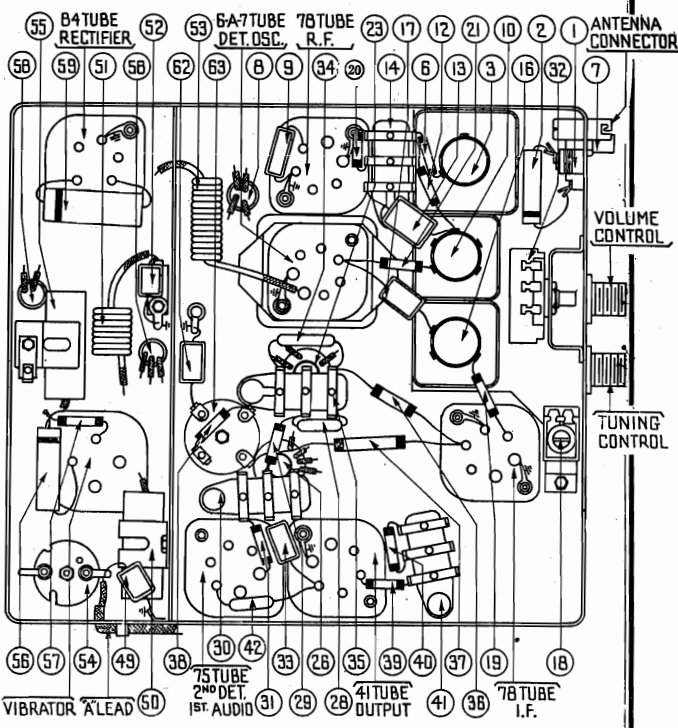 55 84 TUBE RECTIFIER 52 53 6-A-7 TUBE DET. OSC. 78 TUBE R.F. 23 17 12 21 10 2 1 ANTENNA CONNECTOR
58 59 51 58 62 63 8 9 34 20 14 6 13 3 16 32 7
VOLUME CONTROL
TUNING CONTROL
56 57 54 49 50 38 30 42 33 26 35 39 40 37 19 18
VIBRATOR "A" LEAD 75 TUBE 2ND DET. 1ST. AUDIO 31 29 28 41 TUBE OUTPUT 41 36 78 TUBE I.F.